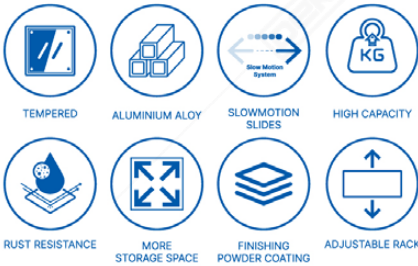 Slow Motion
System
KG
TEMPERED
ALUMINIUM ALOY
SLOWMOTION
SLIDES
HIGH CAPACITY
RUST RESISTANCE
MORE
STORAGE SPACE
FINISHING
POWDER COATING
ADJUSTABLE RACK